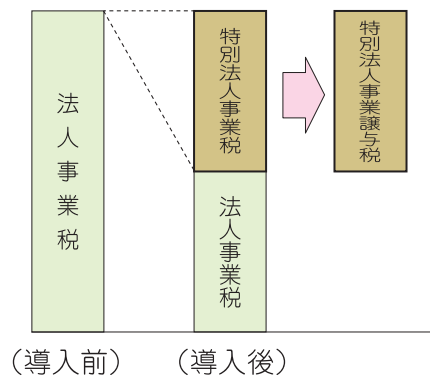 法人事業税
特別法人事業税
法人事業税
特別法人事業譲与税
（導入前）
（導入後）